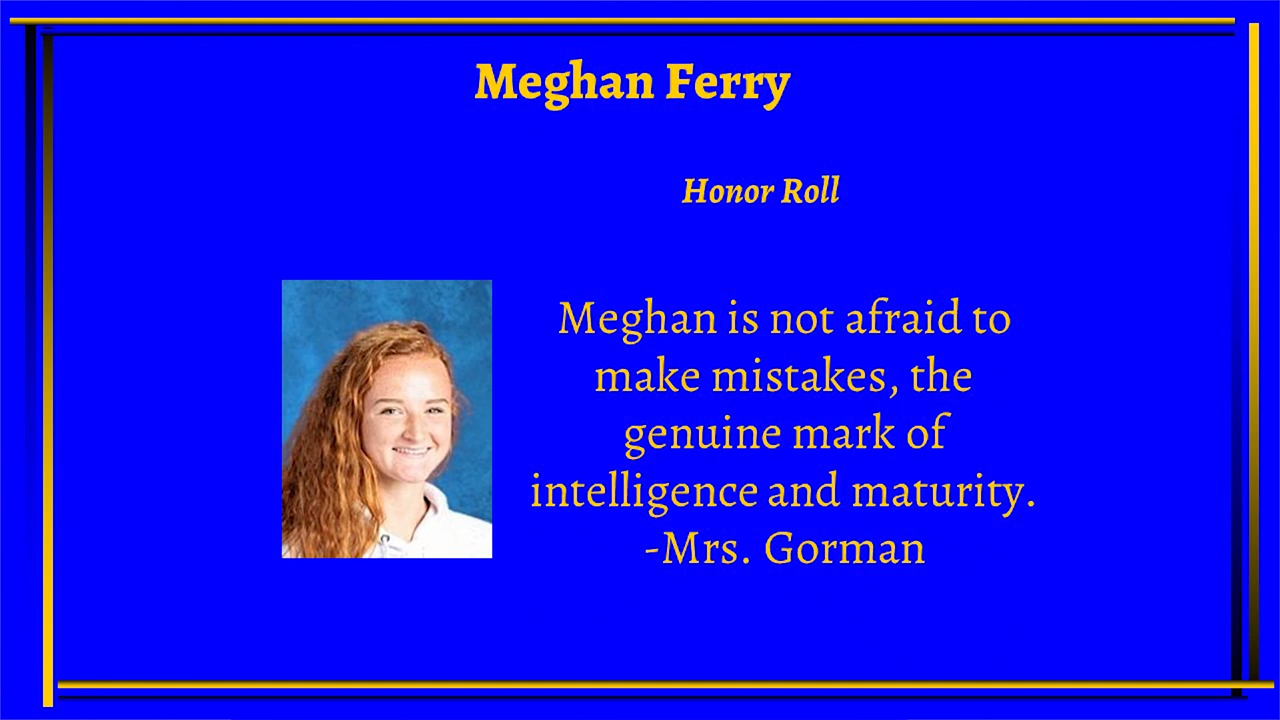 Meghan Ferry
Honor Roll
Meghan is not afraid to
make mistakes, the
genuine mark of
intelligence and maturity.
-Mrs. Gorman